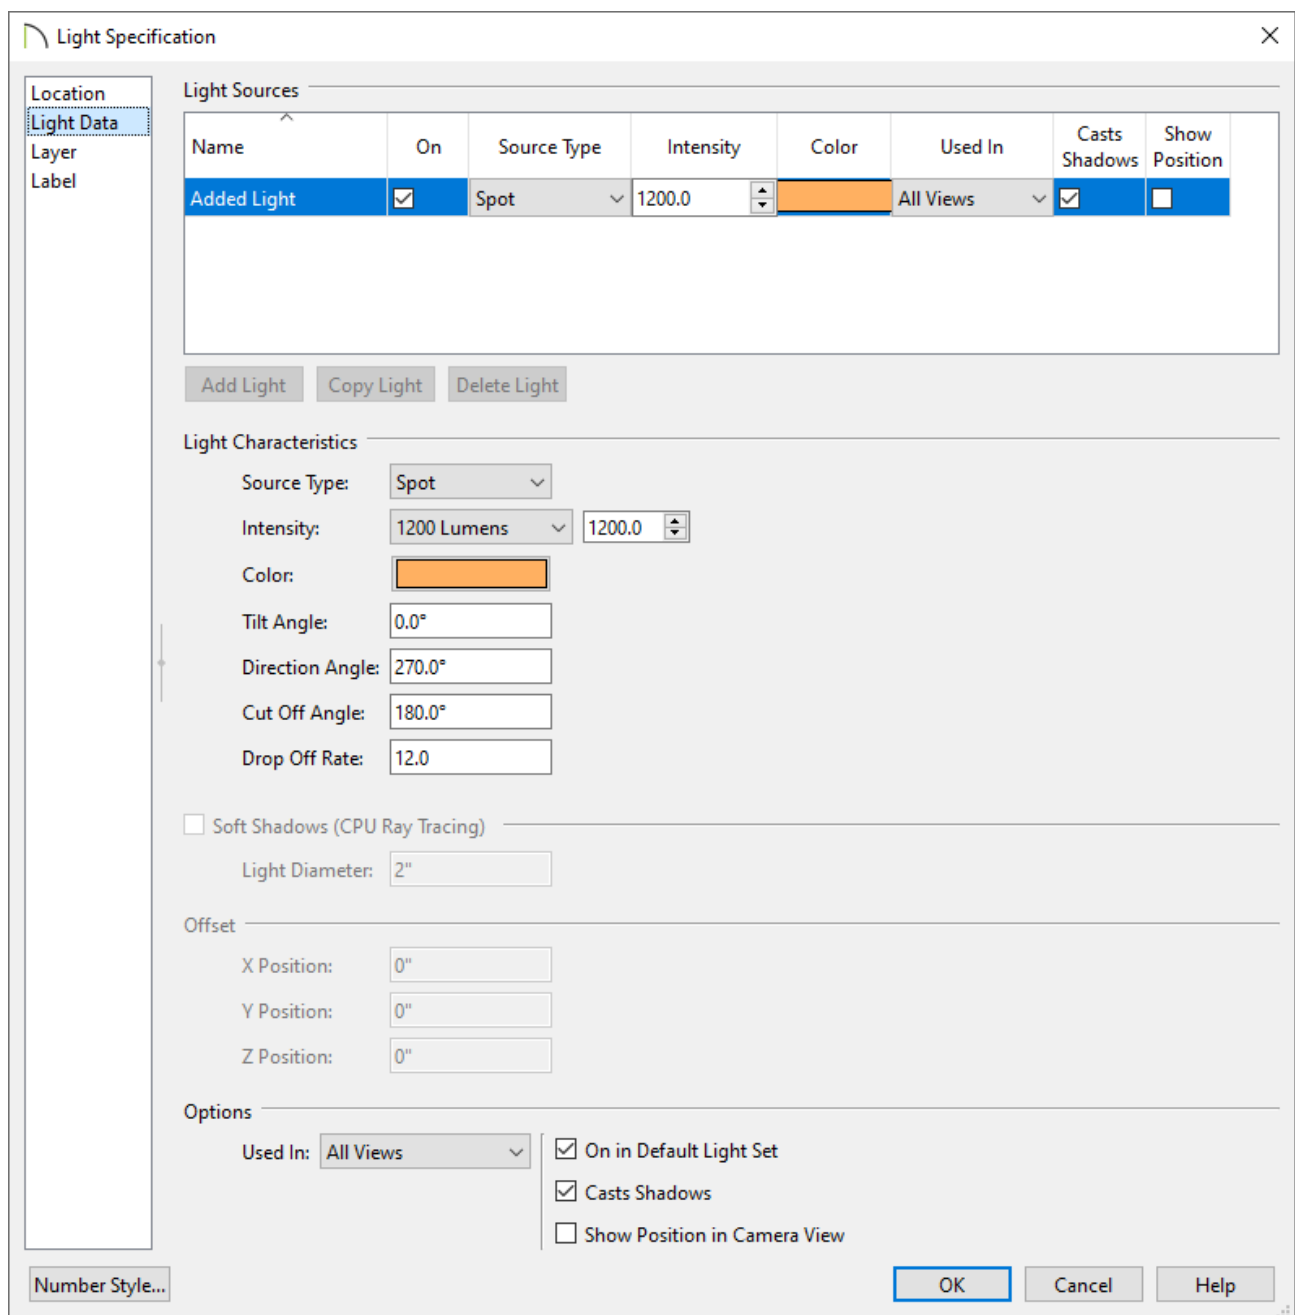 Light Specification
Location
Light Data
Layer
Label
Light Sources
Name On Source Type Intensity Color Used In Casts Shadows Show Position
Added Light Spot 1200.0 All Views
Add Light Copy Light Delete Light
Light Characteristics
Source Type: Spot
Intensity: 1200 Lumens 1200.0
Color:
Tilt Angle: 0.0°
Direction Angle: 270.0°
Cut Off Angle: 180.0°
Drop Off Rate: 12.0
Soft Shadows (CPU Ray Tracing)
Light Diameter: 2"
Offset
X Position: 0"
Y Position: 0"
Z Position: 0"
Options
Used In: All Views
On in Default Light Set
Casts Shadows
Show Position in Camera View
Number Style... OK Cancel Help